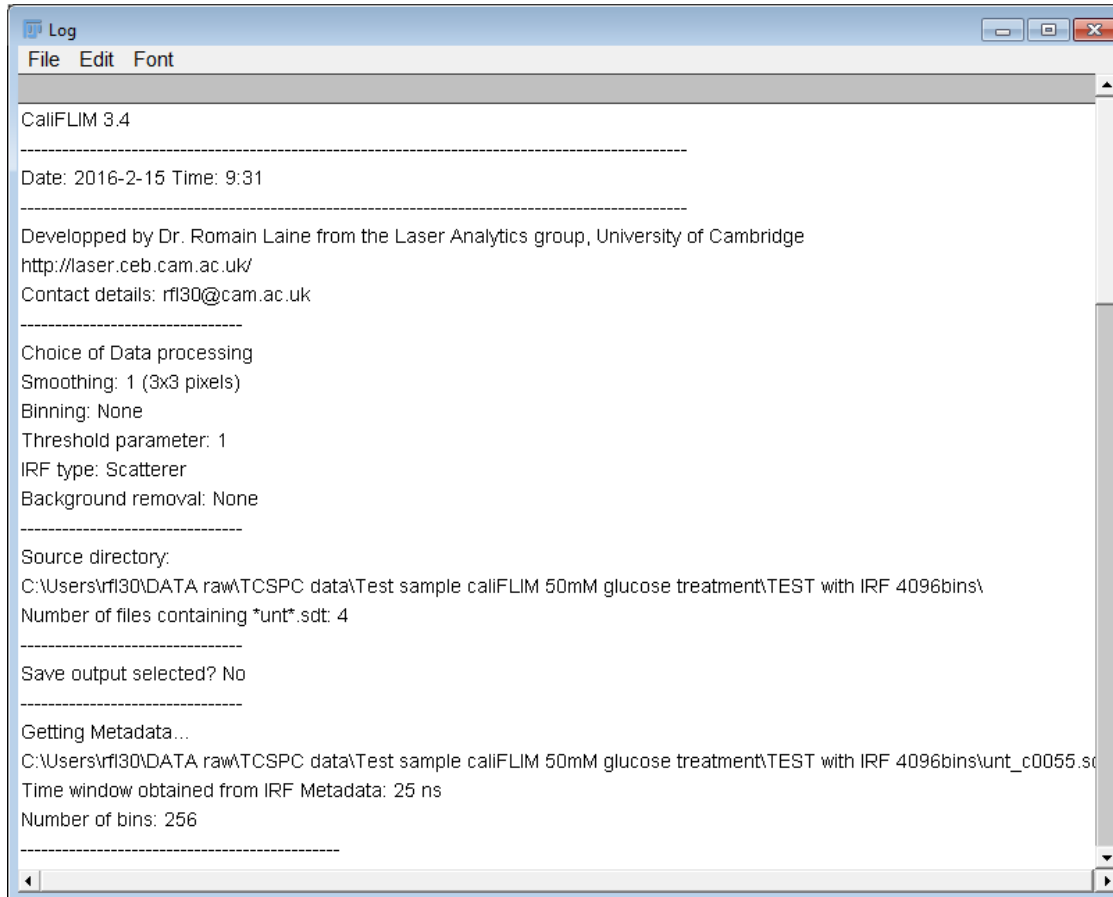 Log
File Edit Font
CaliFLIM 3.4
------------------------------------------------------------------------------------------------
Date: 2016-2-15 Time: 9:31
------------------------------------------------------------------------------------------------
Developped by Dr. Romain Laine from the Laser Analytics group, University of Cambridge
http://laser.ceb.cam.ac.uk/
Contact details: rfl30@cam.ac.uk
--------------------------------
Choice of Data processing
Smoothing: 1 (3x3 pixels)
Binning: None
Threshold parameter: 1
IRF type: Scatterer
Background removal: None
--------------------------------
Source directory:
C:\Users\rfl30\DATA raw\TCSPC data\Test sample caliFLIM 50mM glucose treatment\TEST with IRF 4096bins\
Number of files containing *unt*.sdt: 4
--------------------------------
Save output selected? No
--------------------------------
Getting Metadata...
C:\Users\rfl30\DATA raw\TCSPC data\Test sample caliFLIM 50mM glucose treatment\TEST with IRF 4096bins\unt_c0055.s
Time window obtained from IRF Metadata: 25 ns
Number of bins: 256
----------------------------------------------